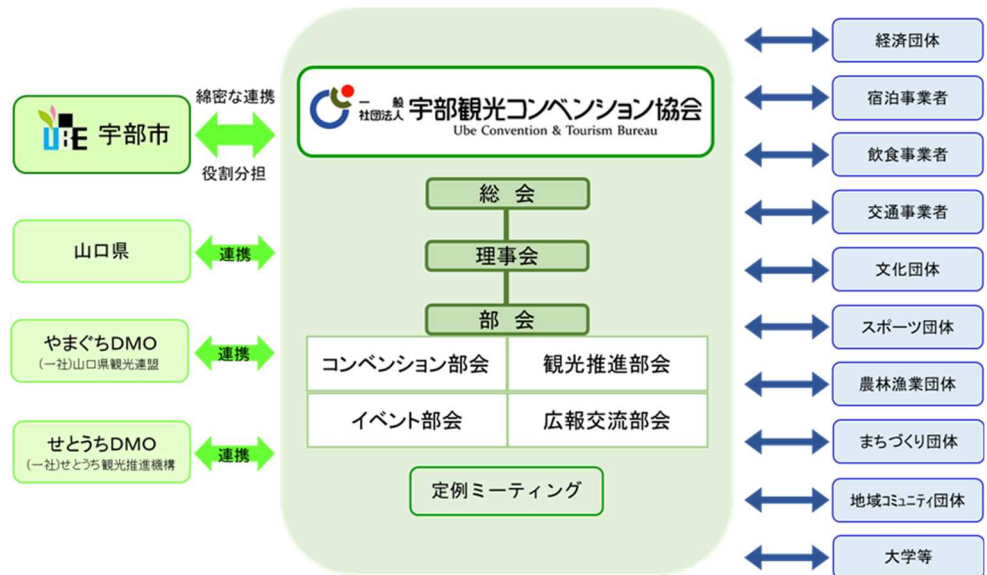 綿密な連携
UBE 宇部市
役割分担
山口県
連携
やまぐちDMO
(一社)山口県観光連盟
連携
せとうちDMO
(一社)せとうち観光推進機構
連携
一般社団法人 宇部観光コンベンション協会
Ube Convention & Tourism Bureau
総 会
理事会
部 会
コンベンション部会
観光推進部会
イベント部会
広報交流部会
定例ミーティング
経済団体
宿泊事業者
飲食事業者
交通事業者
文化団体
スポーツ団体
農林漁業団体
まちづくり団体
地域コミュニティ団体
大学等